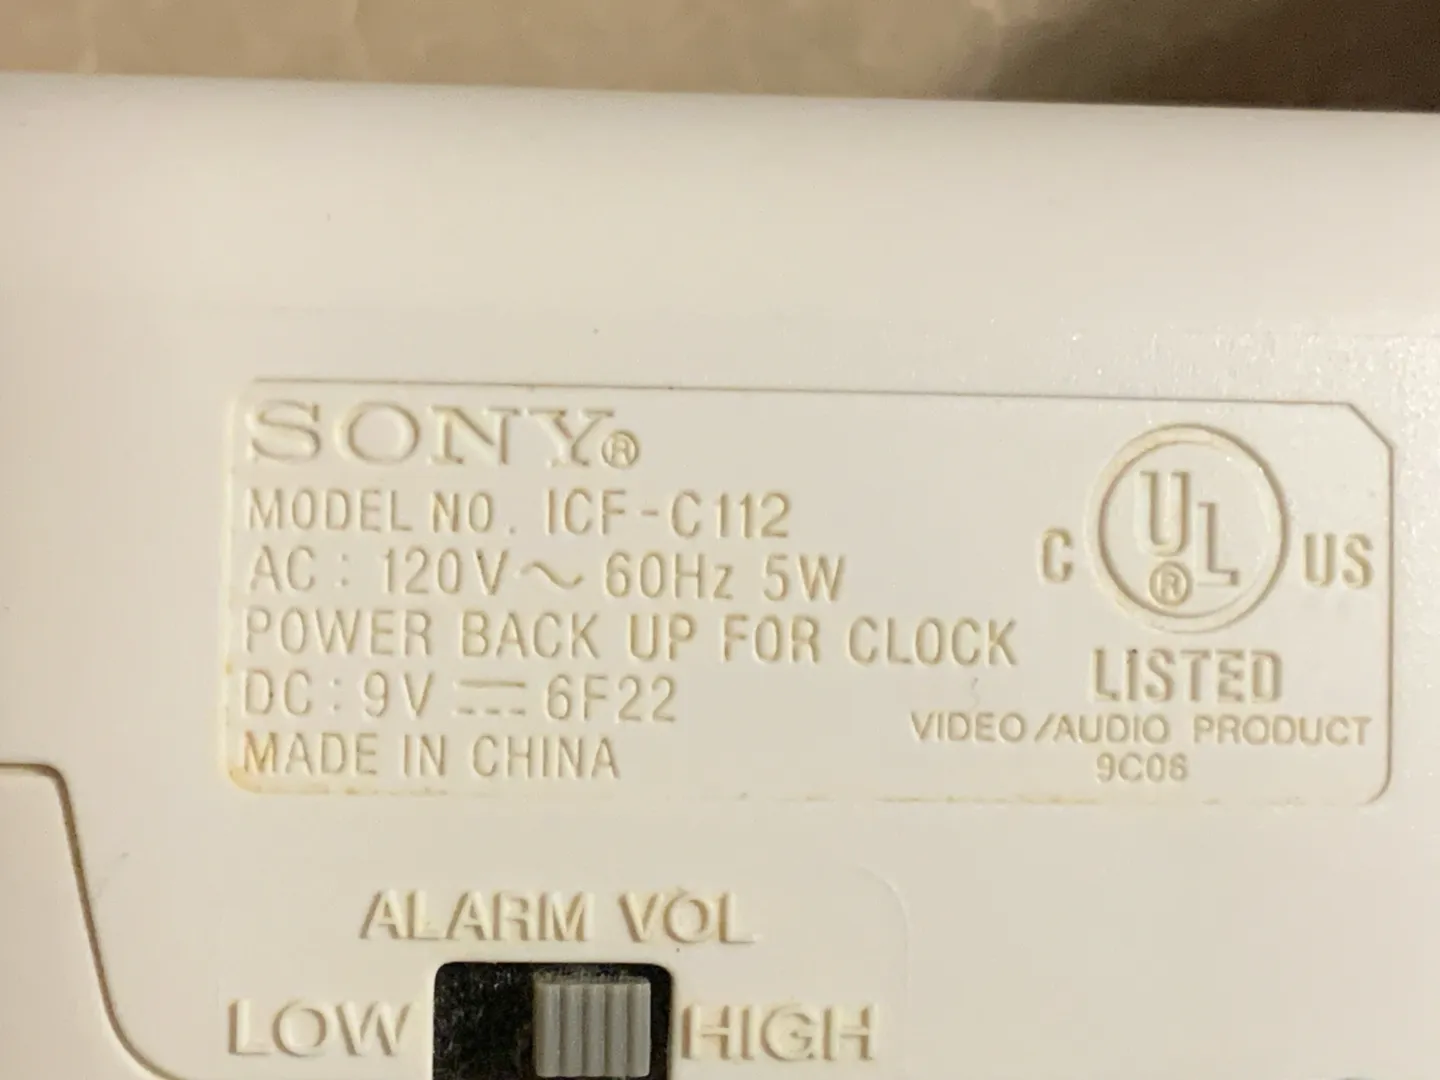 SONY®
MODEL NO. ICF-C112
AC: 120V ~ 60Hz 5W
POWER BACK UP FOR CLOCK
DC: 9V ⎓ 6F22
MADE IN CHINA
C UL® US
LISTED
VIDEO/AUDIO PRODUCT
9C06
ALARM VOL
LOW HIGH